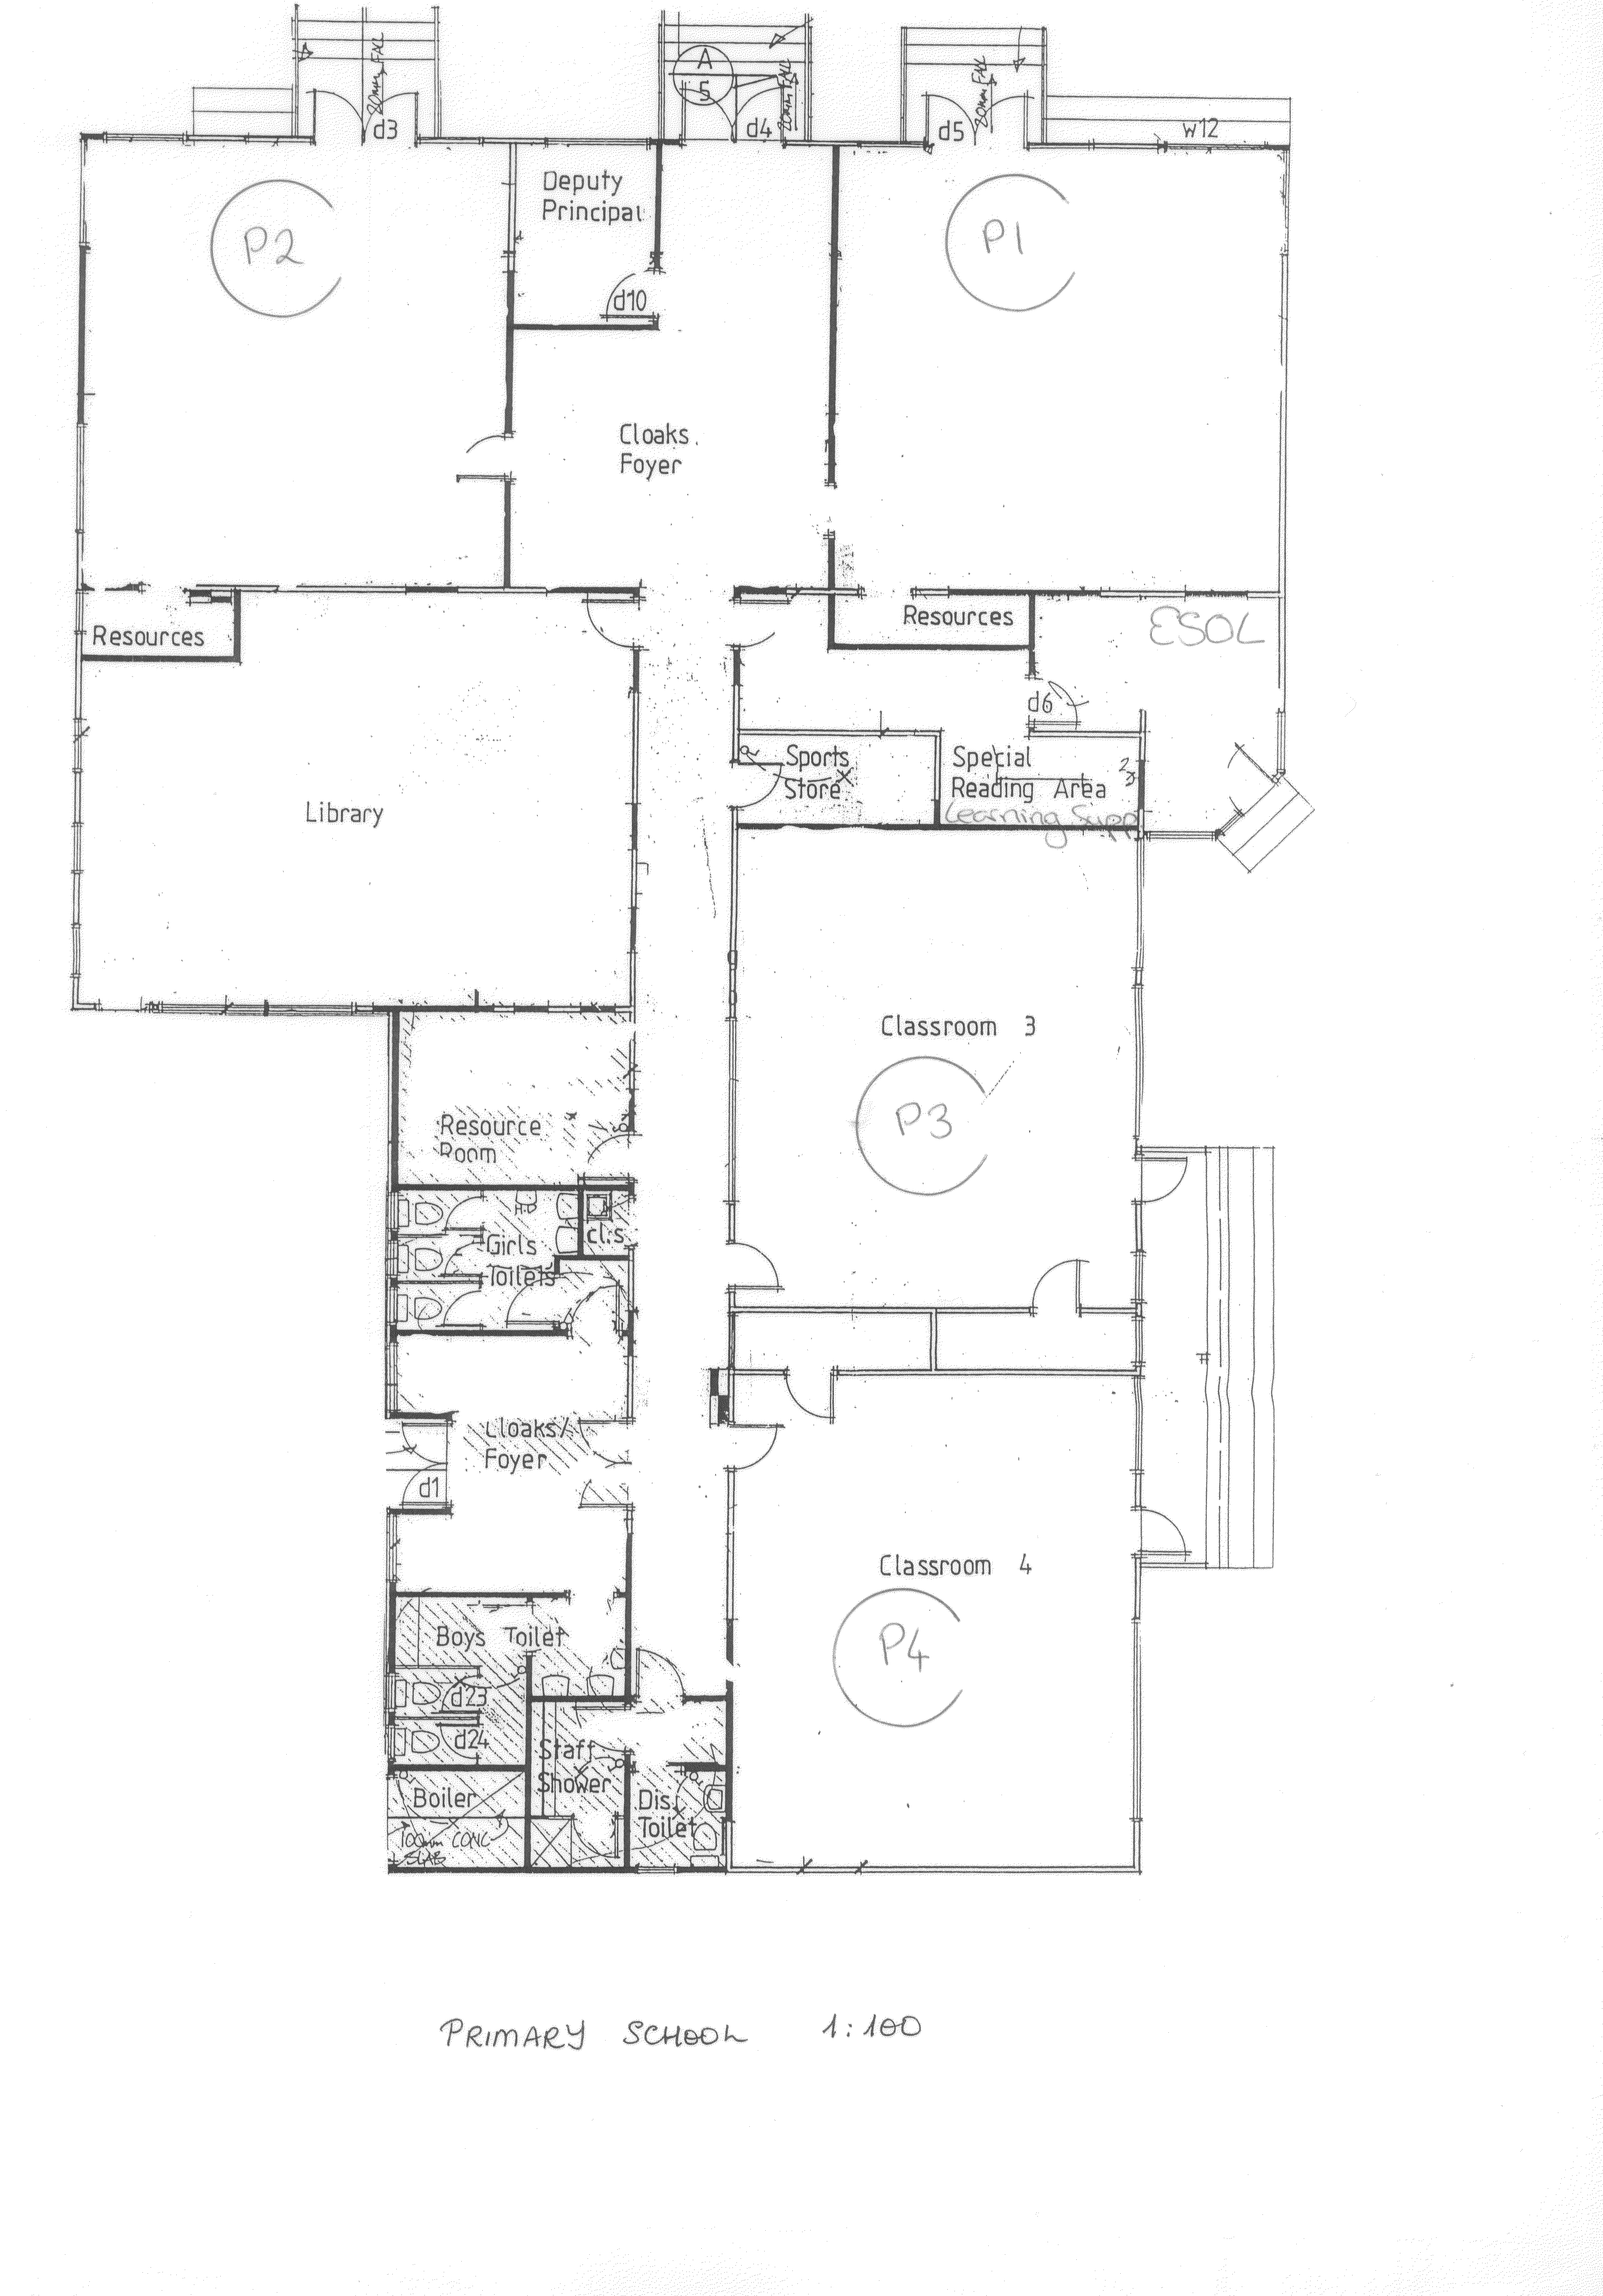 20mm FALL
A
5
20mm FALL
20mm FALL
d3
d4
d5
w12
Deputy
Principal
P2
P1
d10
Cloaks
Foyer
Resources
Resources
ESOL
d6
Sports
Store
Special
Reading Area
Learning Supp
Library
Classroom 3
P3
Resource
Room
H.D
cl.s
Girls
Toilets
Cloaks/
Foyer
d1
Classroom 4
P4
Boys Toilet
d23
d24
Staff
Shower
Boiler
Dis.
Toilet
100mm CONC
SLAB
PRIMARY SCHOOL 1:100